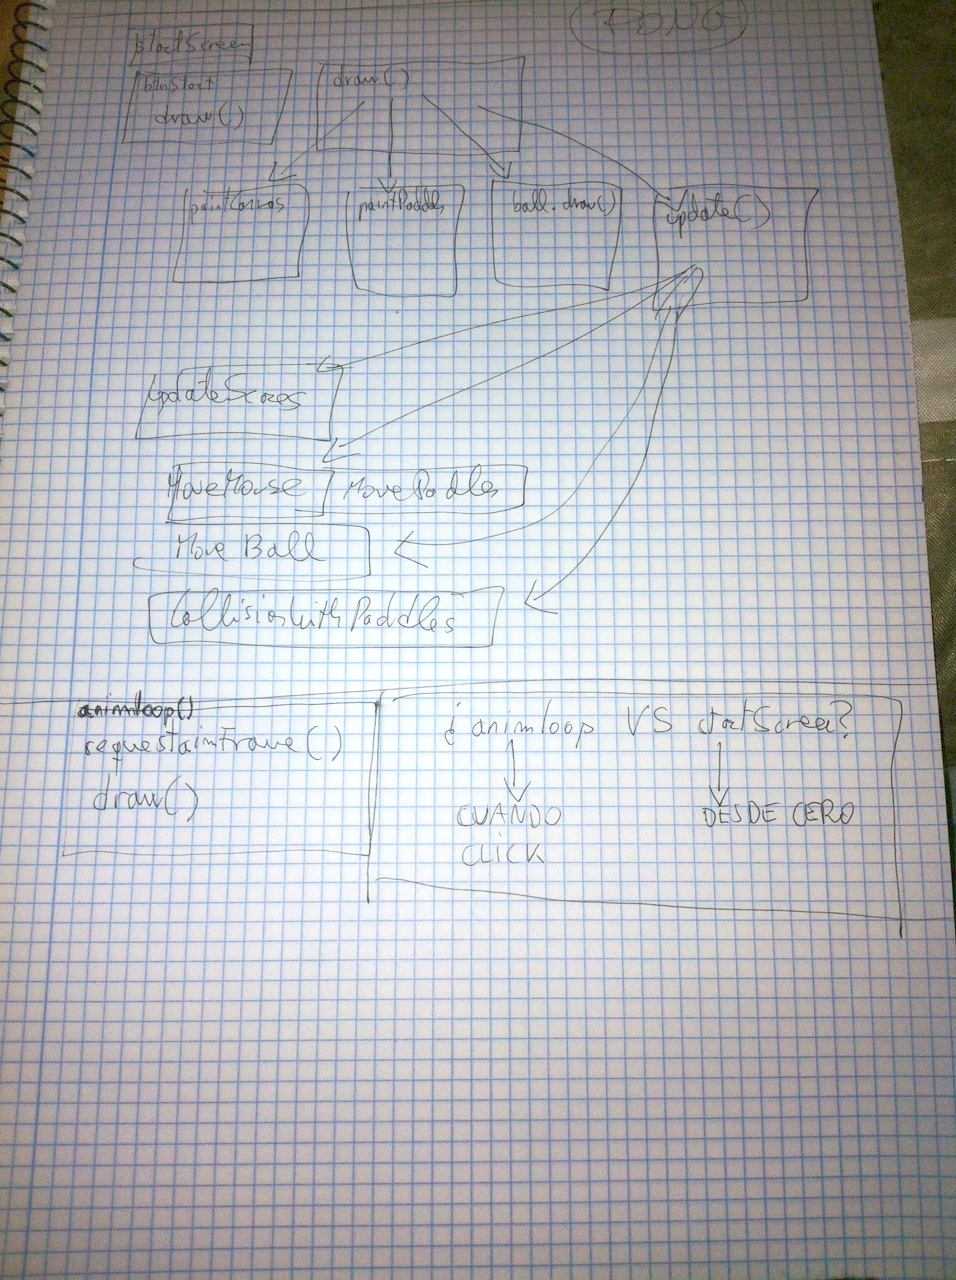 PONG
startScreen
btnStart
draw()
draw()
paintCanvas
paintPaddles
ball.draw()
update()
UpdateScores
MoveMouse
MovePaddles
Move Ball
CollisionWithPaddles
animloop()
requestanimFrame()
draw()
¿animloop VS startScreen?
CUANDO
CLICK
DESDE CERO